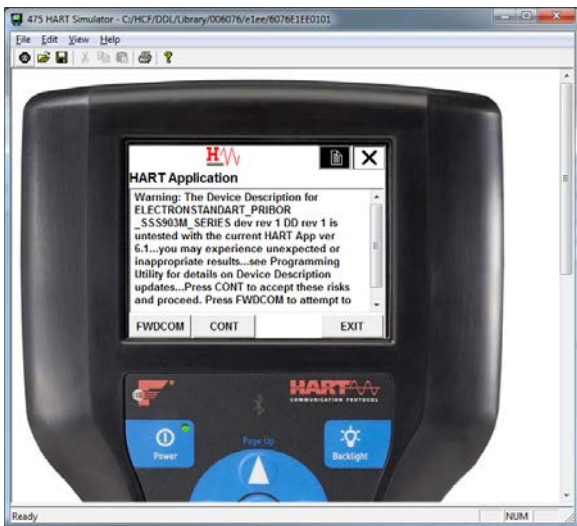 475 HART Simulator - C:/HCF/DDL/Library/006076/e1ee/6076E1EE0101
File Edit View Help
HART Application
Warning: The Device Description for
ELECTRONSTANDART_PRIBOR
_SSS903M_SERIES dev rev 1 DD rev 1 is
untested with the current HART App ver
6.1...you may experience unexpected or
inappropriate results...see Programming
Utility for details on Device Description
updates...Press CONT to accept these risks
and proceed. Press FWDCOM to attempt to
FWDCOM CONT EXIT
HART
COMMUNICATION PROTOCOL
Power
Page Up
Backlight
Ready
NUM